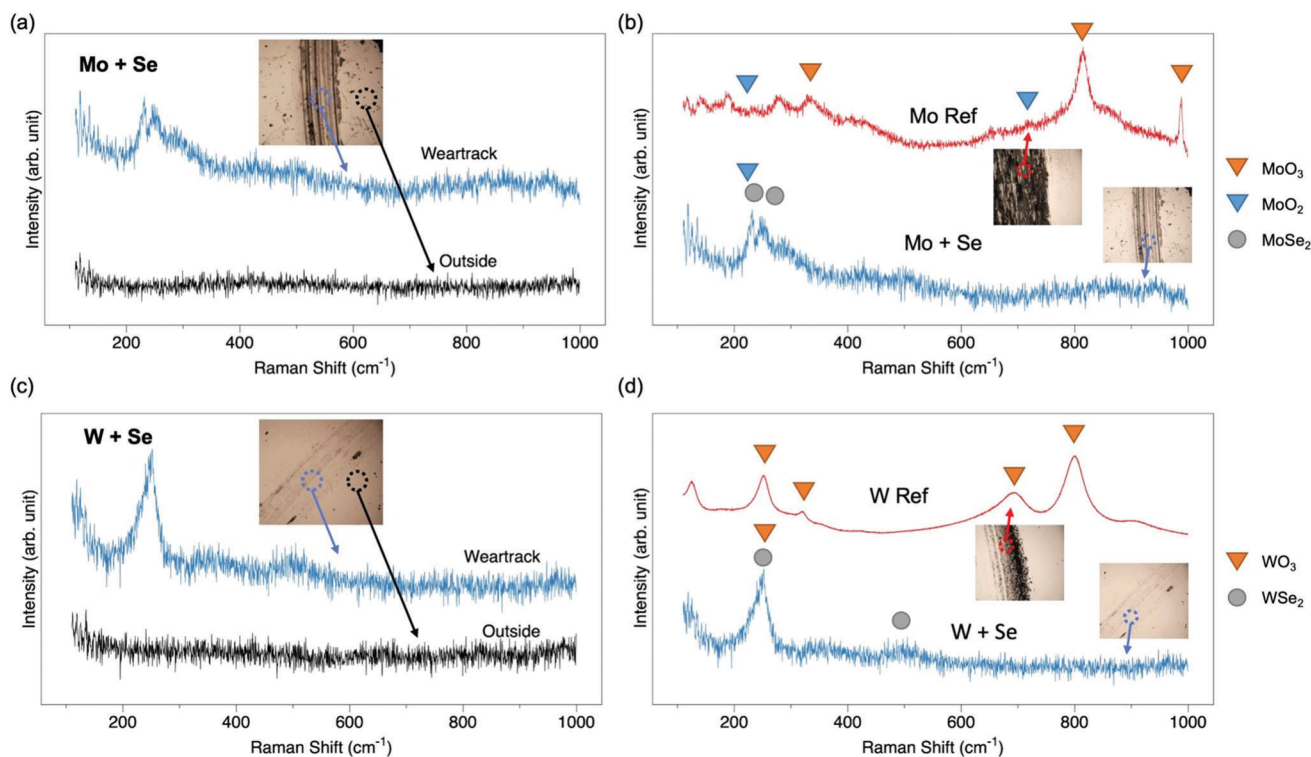 (a)
Mo + Se
Weartrack
Outside
Intensity (arb. unit)
200 400 600 800 1000
Raman Shift (cm⁻¹)
(b)
Mo Ref
Mo + Se
Intensity (arb. unit)
200 400 600 800 1000
Raman Shift (cm⁻¹)
MoO₃
MoO₂
MoSe₂
(c)
W + Se
Weartrack
Outside
Intensity (arb. unit)
200 400 600 800 1000
Raman Shift (cm⁻¹)
(d)
W Ref
W + Se
Intensity (arb. unit)
200 400 600 800 1000
Raman Shift (cm⁻¹)
WO₃
WSe₂